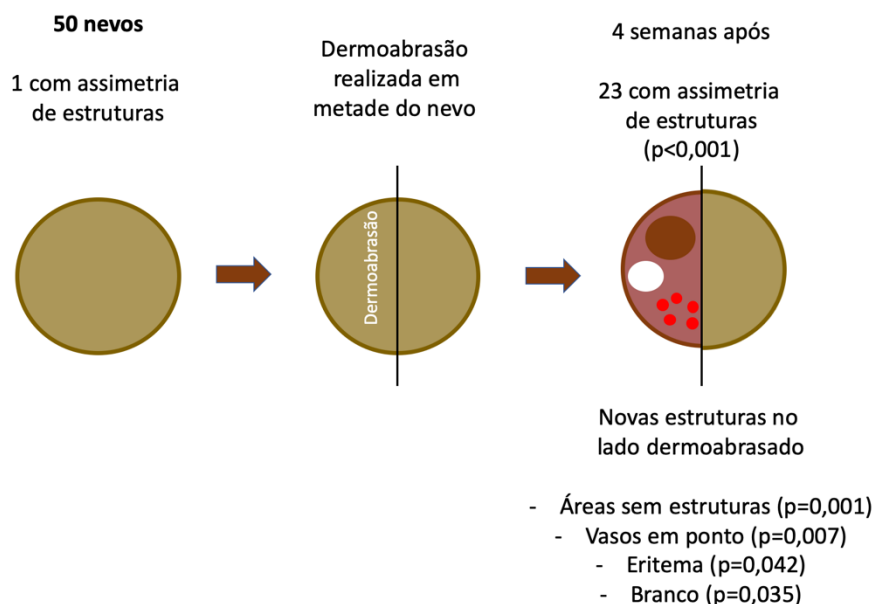 50 nevos
1 com assimetria
de estruturas
Dermoabrasão
realizada em
metade do nevo
4 semanas após
23 com assimetria
de estruturas
(p<0,001)
Dermoabrasão
Novas estruturas no
lado dermoabrasado
- Áreas sem estruturas (p=0,001)
- Vasos em ponto (p=0,007)
- Eritema (p=0,042)
- Branco (p=0,035)